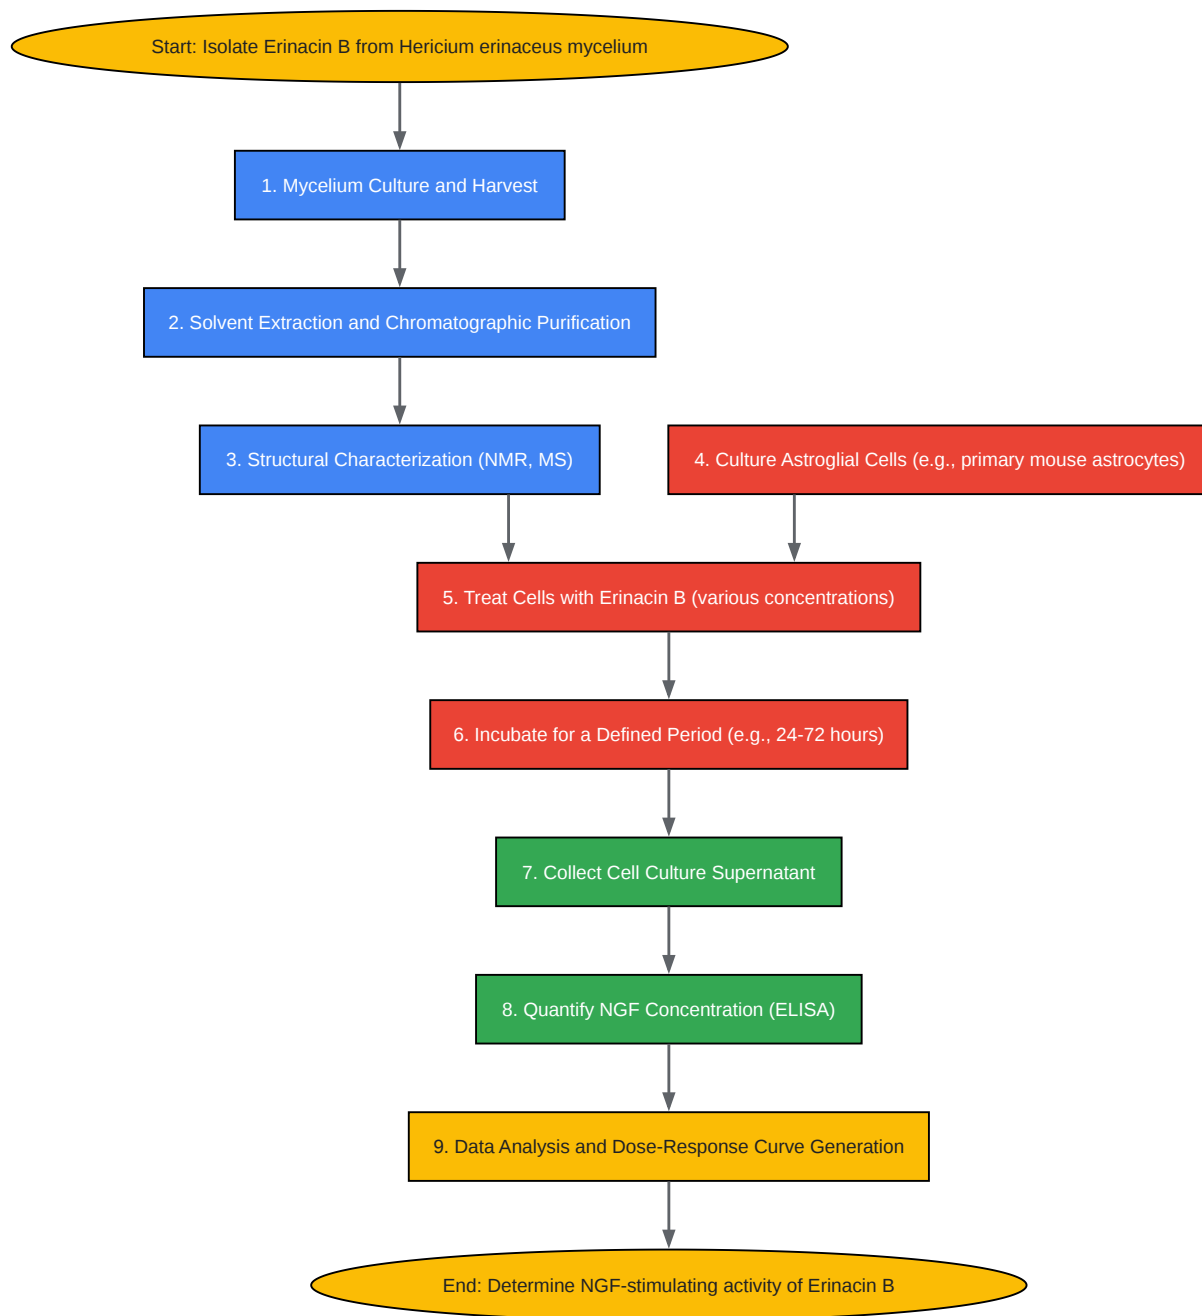 Start: Isolate Erinacin B from Hericium erinaceus mycelium
1. Mycelium Culture and Harvest
2. Solvent Extraction and Chromatographic Purification
3. Structural Characterization (NMR, MS)
4. Culture Astroglial Cells (e.g., primary mouse astrocytes)
5. Treat Cells with Erinacin B (various concentrations)
6. Incubate for a Defined Period (e.g., 24-72 hours)
7. Collect Cell Culture Supernatant
8. Quantify NGF Concentration (ELISA)
9. Data Analysis and Dose-Response Curve Generation
End: Determine NGF-stimulating activity of Erinacin B